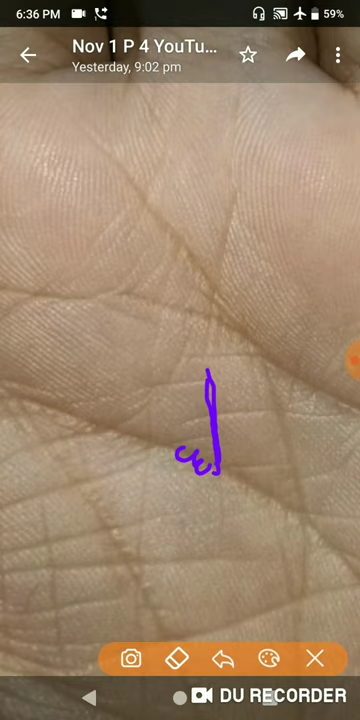 6:36 PM 59%
Nov 1 P 4 YouTu...
Yesterday, 9:02 pm
DU RECORDER